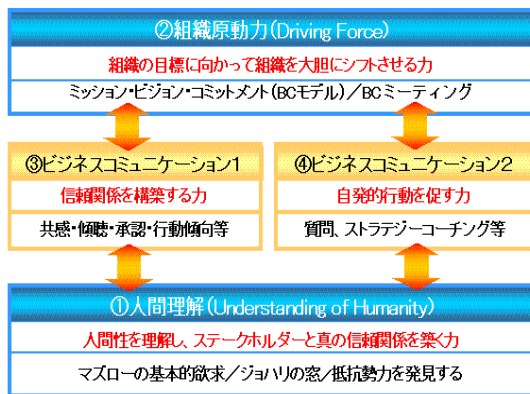 ②組織原動力(Driving Force)
組織の目標に向かって組織を大胆にシフトさせる力
ミッション・ビジョン・コミットメント(BCモデル)／BCミーティング
③ビジネスコミュニケーション1
信頼関係を構築する力
共感・傾聴・承認・行動傾向等
④ビジネスコミュニケーション2
自発的行動を促す力
質問、ストラテジーコーチング等
①人間理解(Understanding of Humanity)
人間性を理解し、ステークホルダーと真の信頼関係を築く力
マズローの基本的欲求／ジョハリの窓／抵抗勢力を発見する